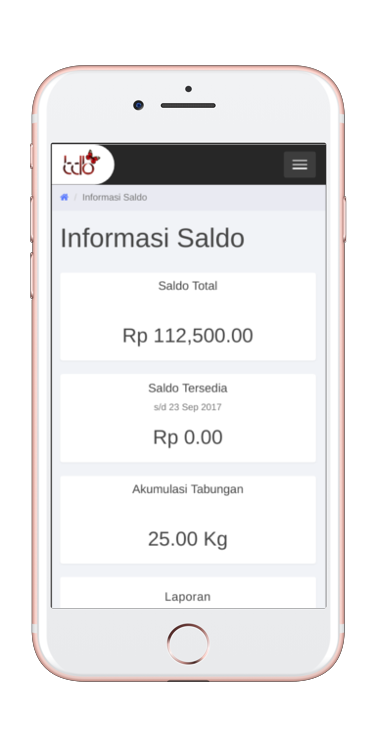 tdb
Informasi Saldo
Informasi Saldo
Saldo Total
Rp 112,500.00
Saldo Tersedia
s/d 23 Sep 2017
Rp 0.00
Akumulasi Tabungan
25.00 Kg
Laporan